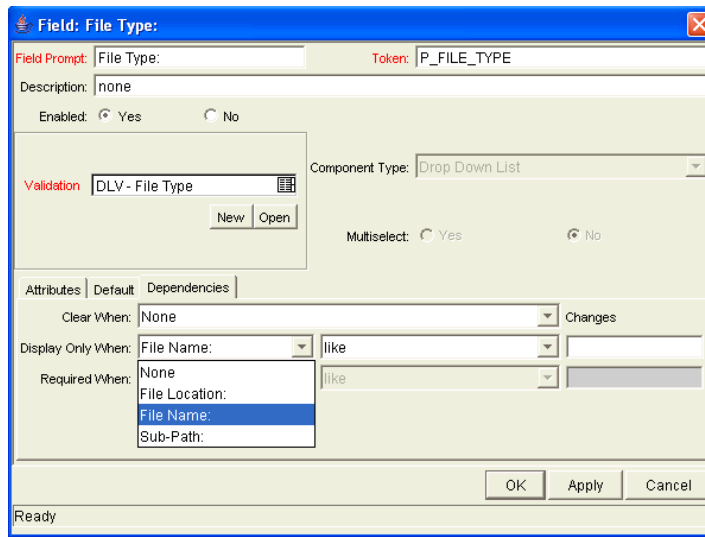 Field: File Type:
Field Prompt: File Type: Token: P_FILE_TYPE
Description: none
Enabled: Yes No
Component Type: Drop Down List
Validation DLV - File Type
New Open
Multiselect: Yes No
Attributes Default Dependencies
Clear When: None Changes
Display Only When: File Name: like
None
Required When: like
File Location:
File Name:
Sub-Path:
OK Apply Cancel
Ready